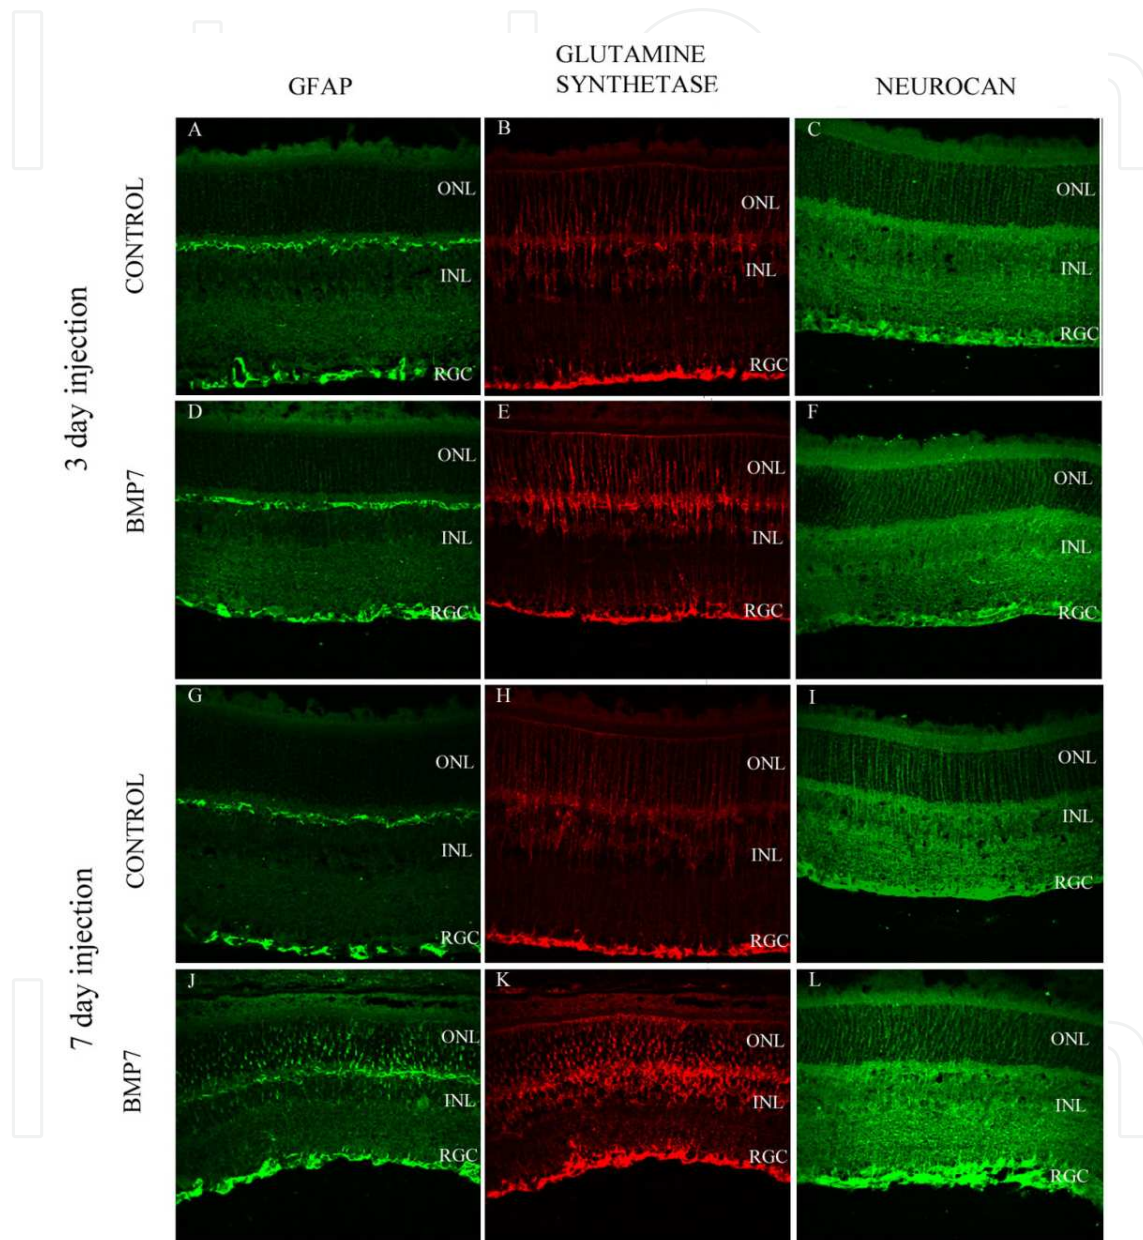 GFAP
GLUTAMINE
SYNTHETASE
NEUROCAN
3 day injection
CONTROL
A
ONL
INL
RGC
B
ONL
INL
RGC
C
ONL
INL
RGC
BMP7
D
ONL
INL
RGC
E
ONL
INL
RGC
F
ONL
INL
RGC
7 day injection
CONTROL
G
ONL
INL
RGC
H
ONL
INL
RGC
I
ONL
INL
RGC
BMP7
J
ONL
INL
RGC
K
ONL
INL
RGC
L
ONL
INL
RGC